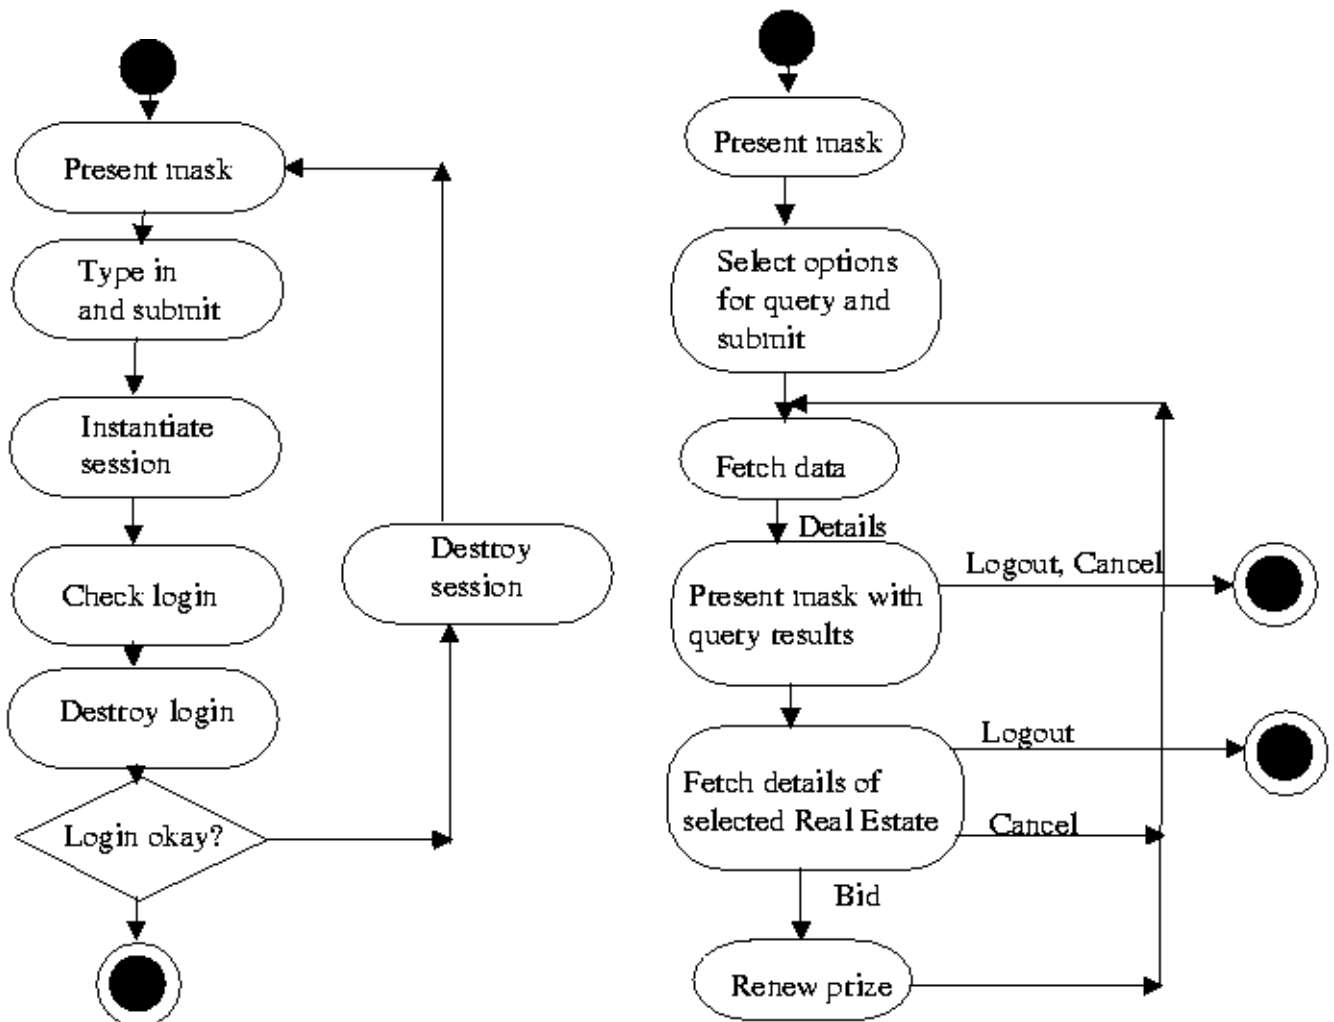 Present mask
Type in
and submit
Instantiate
session
Check login
Destroy login
Login okay?
Destroy
session
Present mask
Select options
for query and
submit
Fetch data
Details
Present mask with
query results
Logout, Cancel
Fetch details of
selected Real Estate
Logout
Cancel
Bid
Renew prize